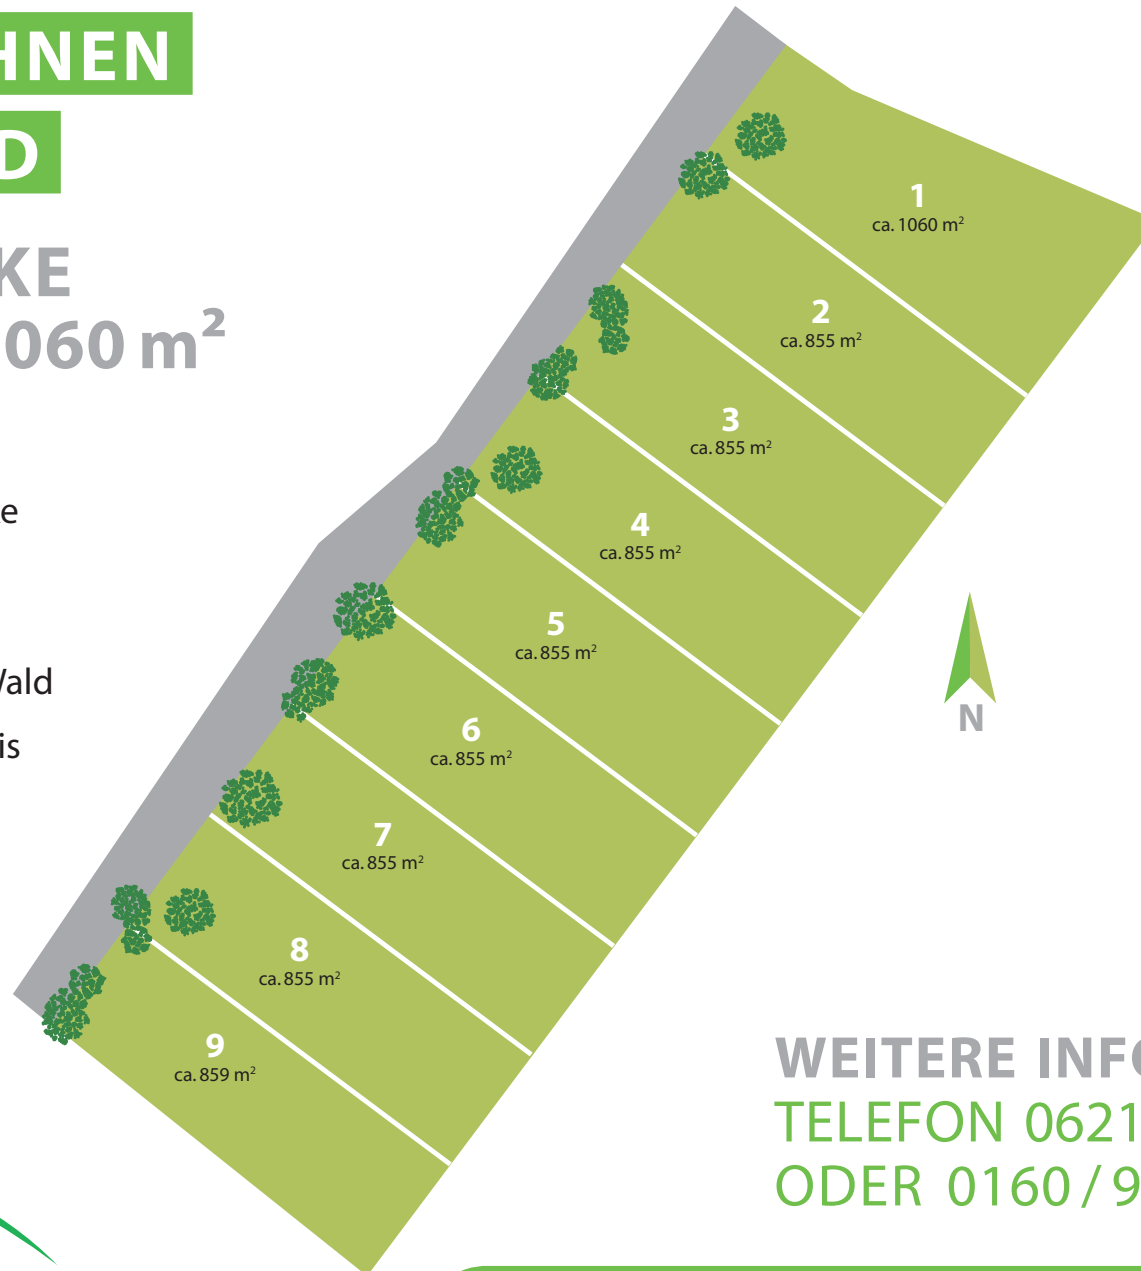 HNEN
D
KE
060 m²
e
Wald
is
1
ca. 1060 m²
2
ca. 855 m²
3
ca. 855 m²
4
ca. 855 m²
5
ca. 855 m²
6
ca. 855 m²
7
ca. 855 m²
8
ca. 855 m²
9
ca. 859 m²
N
WEITERE INFO
TELEFON 0621
ODER 0160 / 9